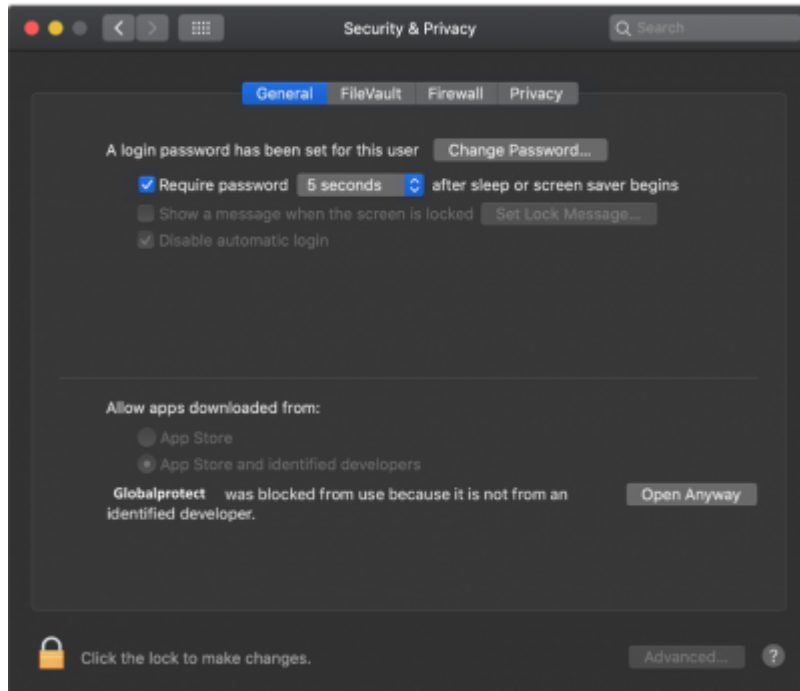 Security & Privacy
Search
General FileVault Firewall Privacy
A login password has been set for this user Change Password...
Require password 5 seconds after sleep or screen saver begins
Show a message when the screen is locked Set Lock Message...
Disable automatic login
Allow apps downloaded from:
App Store
App Store and identified developers
Globalprotect was blocked from use because it is not from an Open Anyway
identified developer.
Click the lock to make changes. Advanced... ?